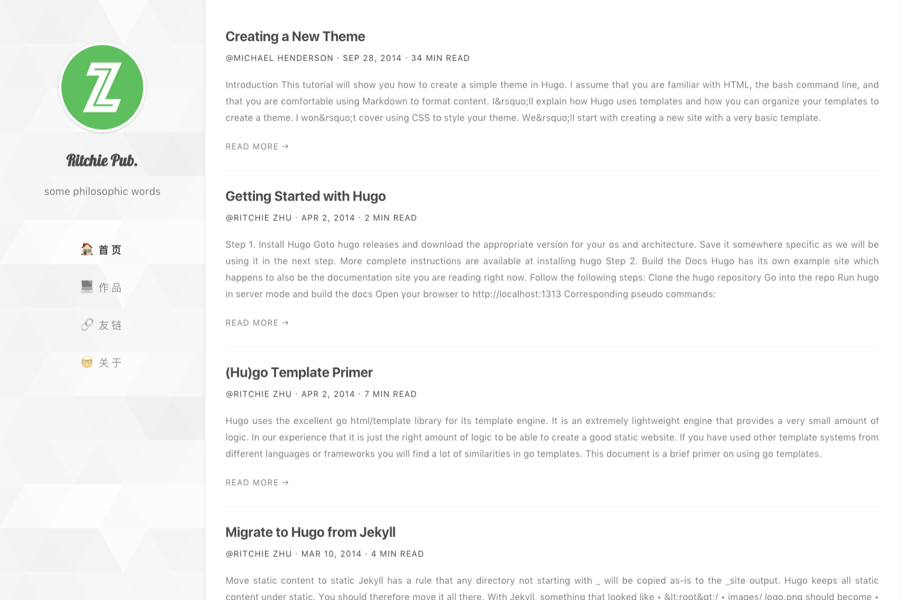 Z
Ritchie Pub.
some philosophic words
首页
作品
友链
关于
Creating a New Theme
@MICHAEL HENDERSON · SEP 28, 2014 · 34 MIN READ
Introduction This tutorial will show you how to create a simple theme in Hugo. I assume that you are familiar with HTML, the bash command line, and
that you are comfortable using Markdown to format content. I&rsquo;ll explain how Hugo uses templates and how you can organize your templates to
create a theme. I won&rsquo;t cover using CSS to style your theme. We&rsquo;ll start with creating a new site with a very basic template.
READ MORE →
Getting Started with Hugo
@RITCHIE ZHU · APR 2, 2014 · 2 MIN READ
Step 1. Install Hugo Goto hugo releases and download the appropriate version for your os and architecture. Save it somewhere specific as we will be
using it in the next step. More complete instructions are available at installing hugo Step 2. Build the Docs Hugo has its own example site which
happens to also be the documentation site you are reading right now. Follow the following steps: Clone the hugo repository Go into the repo Run hugo
in server mode and build the docs Open your browser to http://localhost:1313 Corresponding pseudo commands:
READ MORE →
(Hu)go Template Primer
@RITCHIE ZHU · APR 2, 2014 · 7 MIN READ
Hugo uses the excellent go html/template library for its template engine. It is an extremely lightweight engine that provides a very small amount of
logic. In our experience that it is just the right amount of logic to be able to create a good static website. If you have used other template systems from
different languages or frameworks you will find a lot of similarities in go templates. This document is a brief primer on using go templates.
READ MORE →
Migrate to Hugo from Jekyll
@RITCHIE ZHU · MAR 10, 2014 · 4 MIN READ
Move static content to static Jekyll has a rule that any directory not starting with _ will be copied as-is to the _site output. Hugo keeps all static
content under static. You should therefore move it all there. With Jekyll, something that looked like ▾ &lt;root&gt;/ ▾ images/ logo.png should become ▾